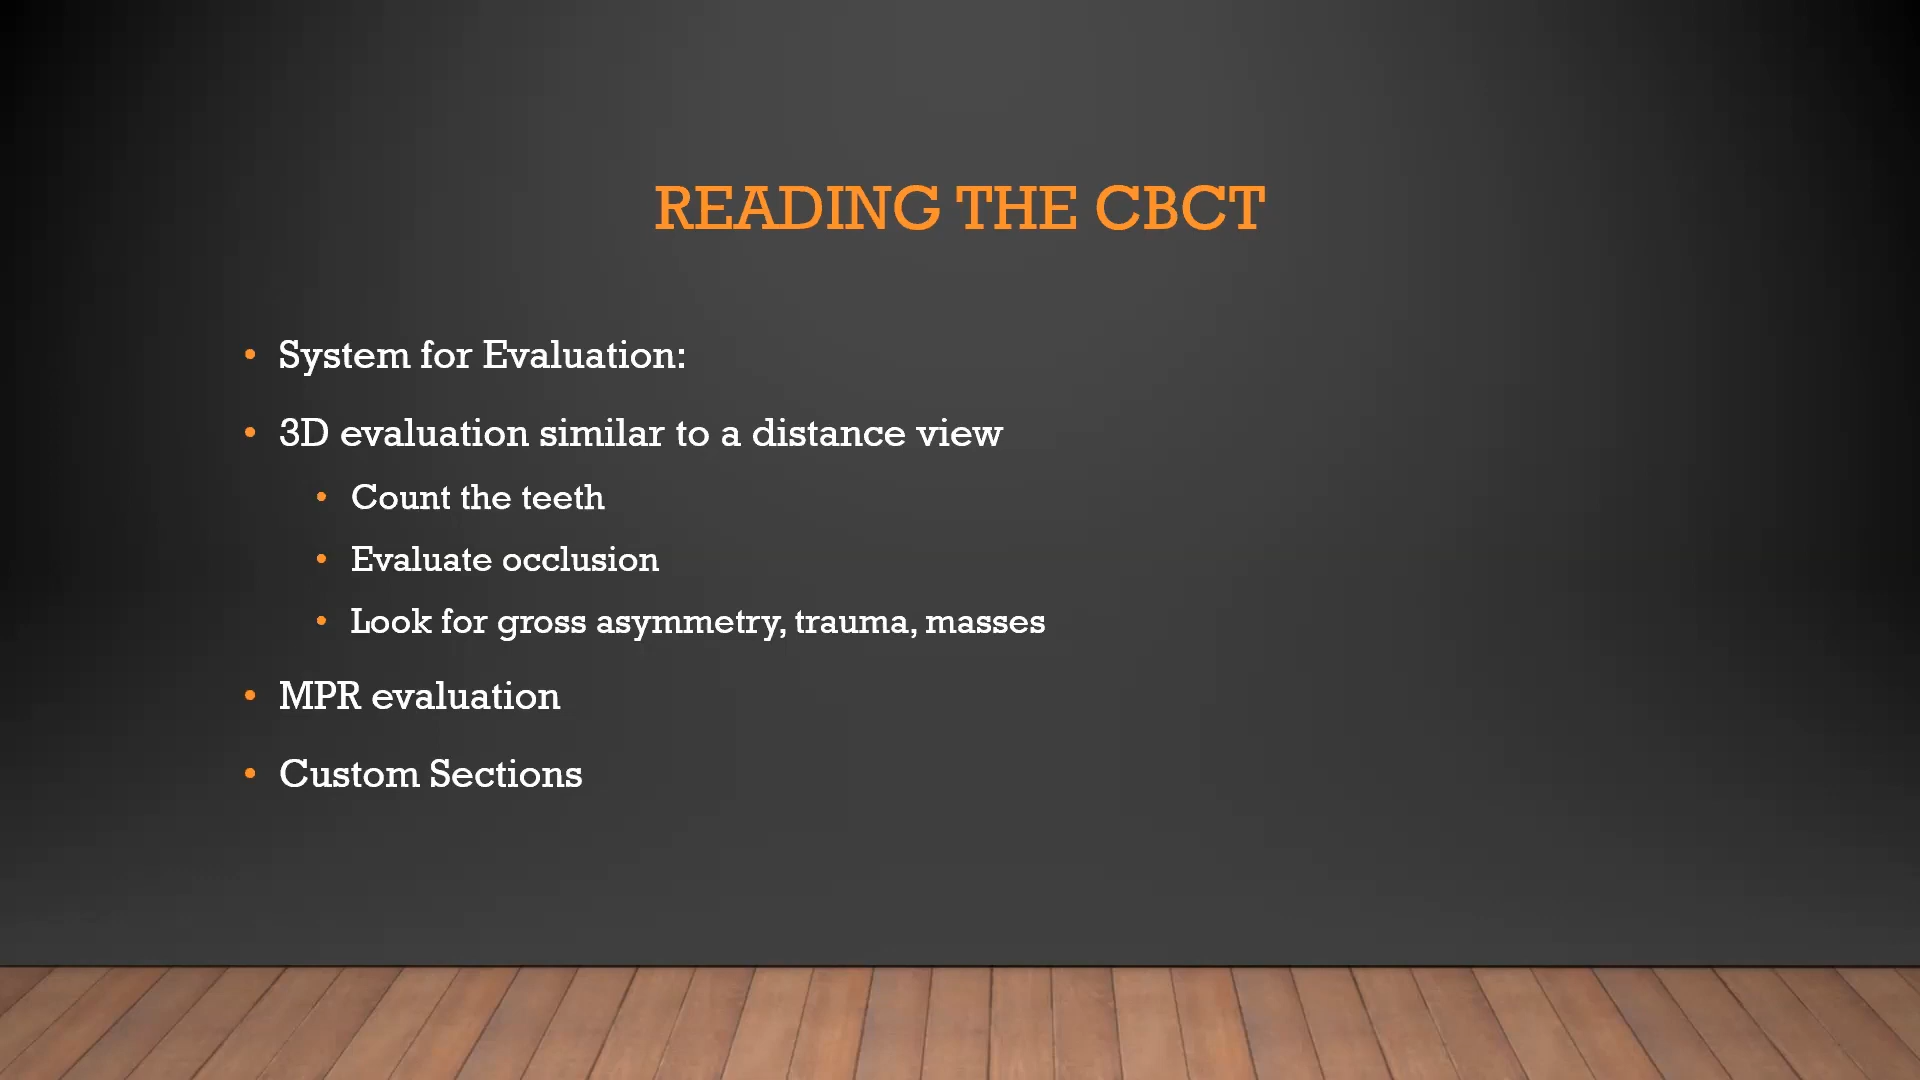 READING THE CBCT
• System for Evaluation:
• 3D evaluation similar to a distance view
• Count the teeth
• Evaluate occlusion
• Look for gross asymmetry, trauma, masses
• MPR evaluation
• Custom Sections